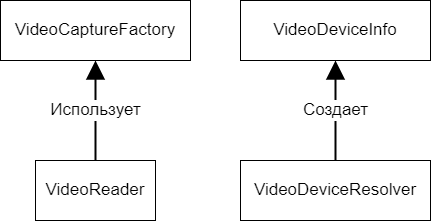 VideoCaptureFactory
VideoDeviceInfo
Использует
Создает
VideoReader
VideoDeviceResolver